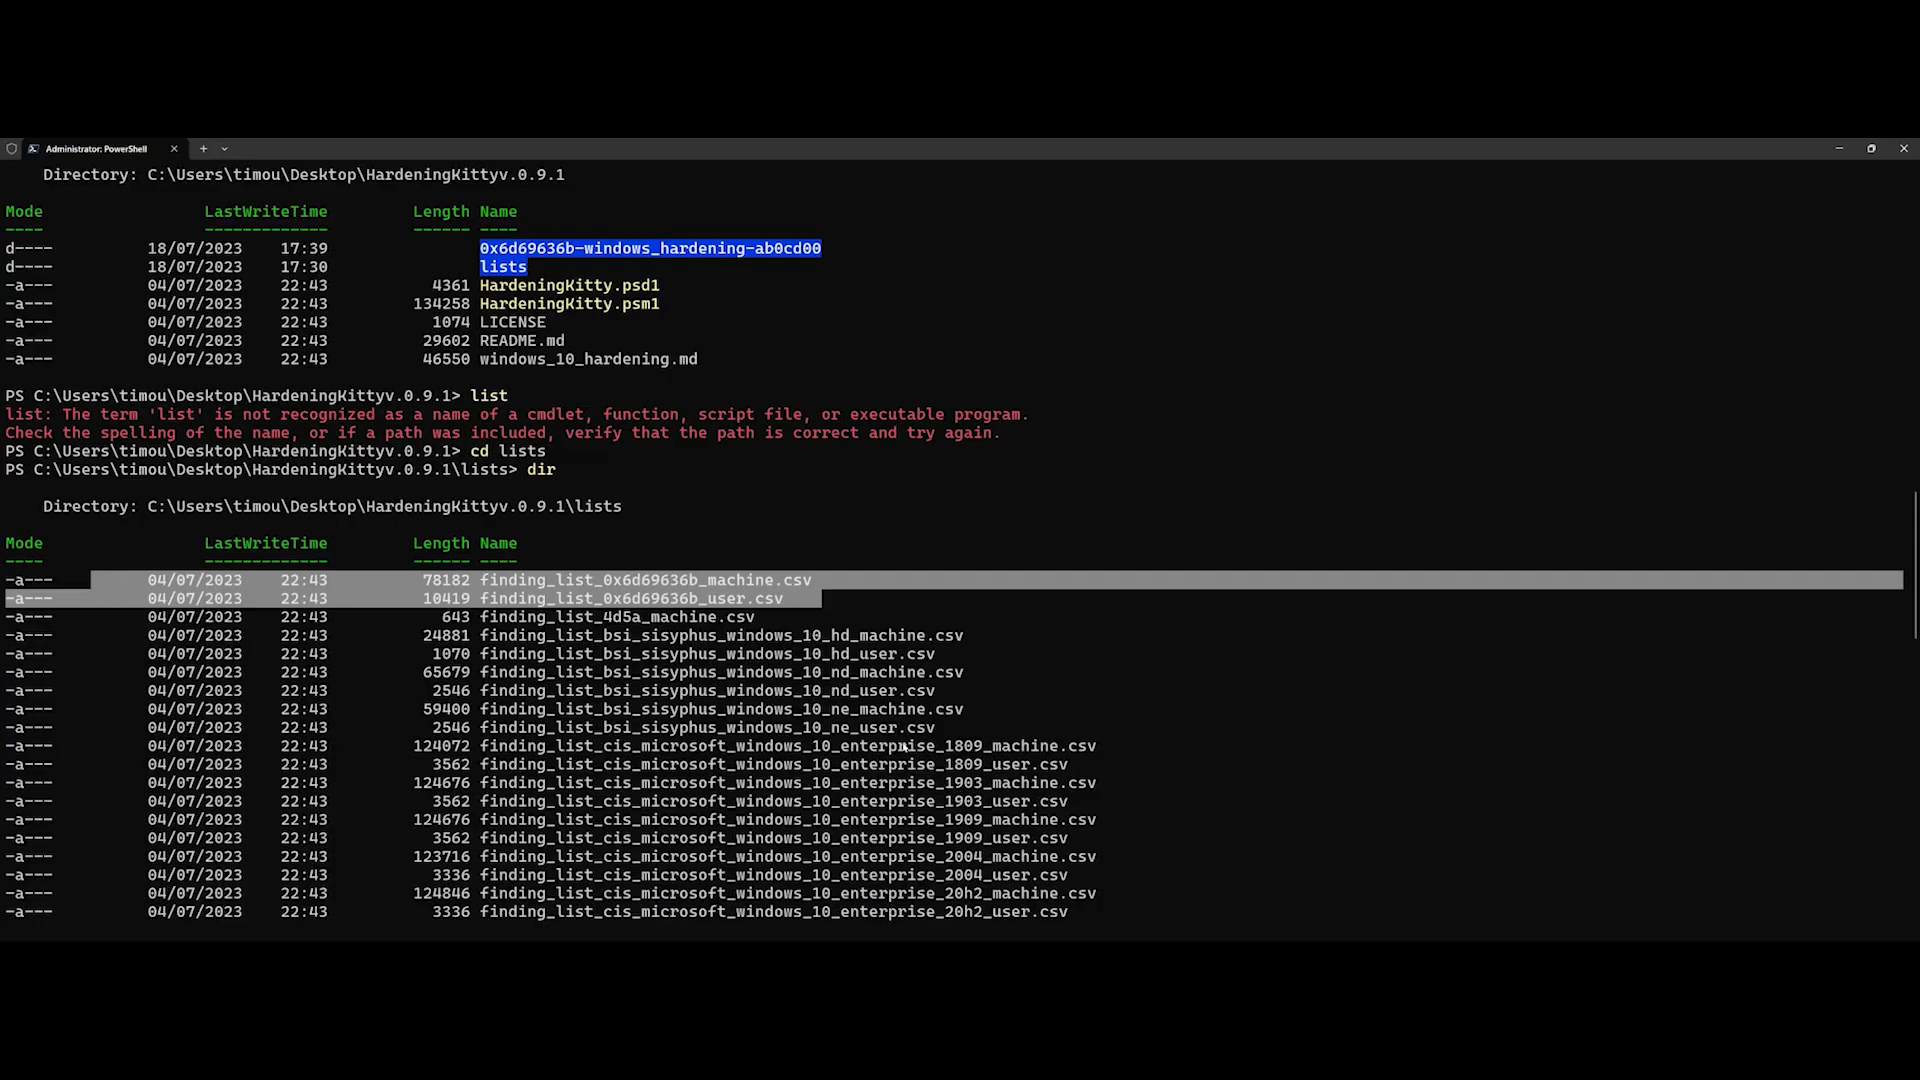 Administrator: PowerShell
Directory: C:\Users\timou\Desktop\HardeningKittyv.0.9.1
Mode LastWriteTime Length Name
---- ------------- ------ ----
d---- 18/07/2023 17:39 0x6d69636b-windows_hardening-ab0cd00
d---- 18/07/2023 17:30 lists
-a--- 04/07/2023 22:43 4361 HardeningKitty.psd1
-a--- 04/07/2023 22:43 134258 HardeningKitty.psm1
-a--- 04/07/2023 22:43 1074 LICENSE
-a--- 04/07/2023 22:43 29602 README.md
-a--- 04/07/2023 22:43 46550 windows_10_hardening.md
PS C:\Users\timou\Desktop\HardeningKittyv.0.9.1> list
list: The term 'list' is not recognized as a name of a cmdlet, function, script file, or executable program.
Check the spelling of the name, or if a path was included, verify that the path is correct and try again.
PS C:\Users\timou\Desktop\HardeningKittyv.0.9.1> cd lists
PS C:\Users\timou\Desktop\HardeningKittyv.0.9.1\lists> dir
Directory: C:\Users\timou\Desktop\HardeningKittyv.0.9.1\lists
Mode LastWriteTime Length Name
---- ------------- ------ ----
-a--- 04/07/2023 22:43 78182 finding_list_0x6d69636b_machine.csv
-a--- 04/07/2023 22:43 10419 finding_list_0x6d69636b_user.csv
-a--- 04/07/2023 22:43 643 finding_list_4d5a_machine.csv
-a--- 04/07/2023 22:43 24881 finding_list_bsi_sisyphus_windows_10_hd_machine.csv
-a--- 04/07/2023 22:43 1070 finding_list_bsi_sisyphus_windows_10_hd_user.csv
-a--- 04/07/2023 22:43 65679 finding_list_bsi_sisyphus_windows_10_nd_machine.csv
-a--- 04/07/2023 22:43 2546 finding_list_bsi_sisyphus_windows_10_nd_user.csv
-a--- 04/07/2023 22:43 59400 finding_list_bsi_sisyphus_windows_10_ne_machine.csv
-a--- 04/07/2023 22:43 2546 finding_list_bsi_sisyphus_windows_10_ne_user.csv
-a--- 04/07/2023 22:43 124072 finding_list_cis_microsoft_windows_10_enterprise_1809_machine.csv
-a--- 04/07/2023 22:43 3562 finding_list_cis_microsoft_windows_10_enterprise_1809_user.csv
-a--- 04/07/2023 22:43 124676 finding_list_cis_microsoft_windows_10_enterprise_1903_machine.csv
-a--- 04/07/2023 22:43 3562 finding_list_cis_microsoft_windows_10_enterprise_1903_user.csv
-a--- 04/07/2023 22:43 124676 finding_list_cis_microsoft_windows_10_enterprise_1909_machine.csv
-a--- 04/07/2023 22:43 3562 finding_list_cis_microsoft_windows_10_enterprise_1909_user.csv
-a--- 04/07/2023 22:43 123716 finding_list_cis_microsoft_windows_10_enterprise_2004_machine.csv
-a--- 04/07/2023 22:43 3336 finding_list_cis_microsoft_windows_10_enterprise_2004_user.csv
-a--- 04/07/2023 22:43 124846 finding_list_cis_microsoft_windows_10_enterprise_20h2_machine.csv
-a--- 04/07/2023 22:43 3336 finding_list_cis_microsoft_windows_10_enterprise_20h2_user.csv